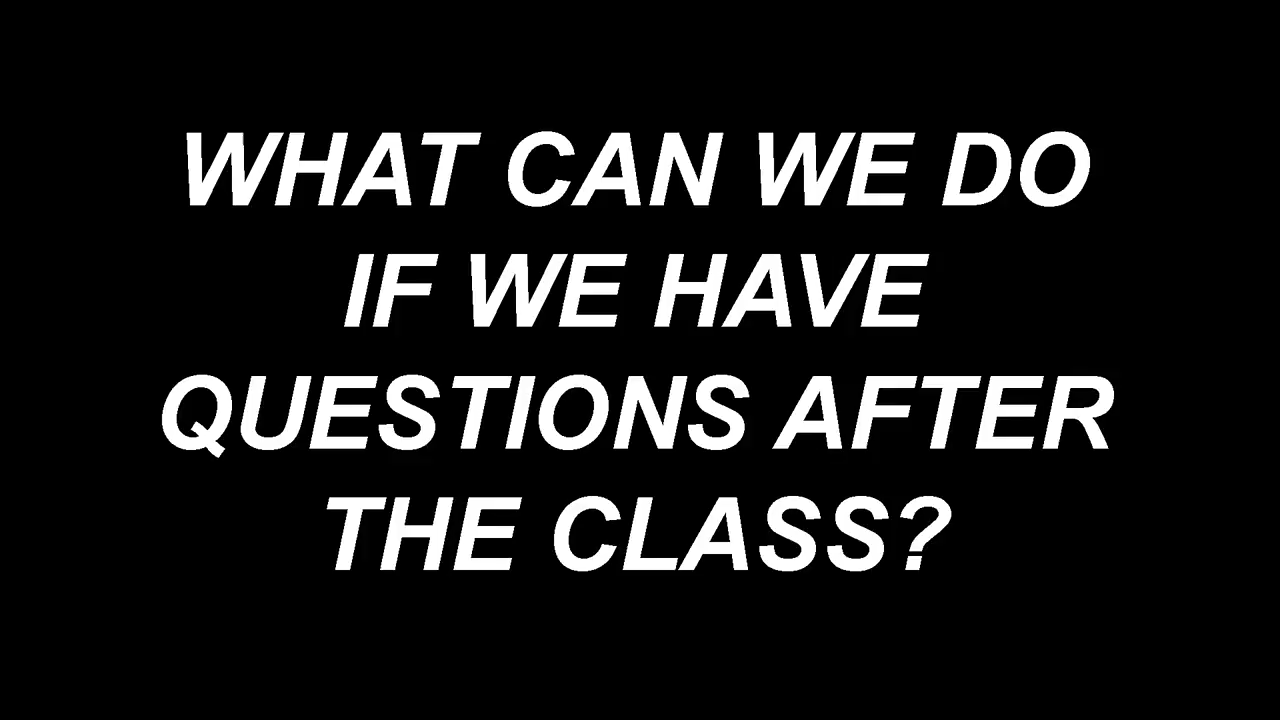 WHAT CAN WE DO
IF WE HAVE
QUESTIONS AFTER
THE CLASS?